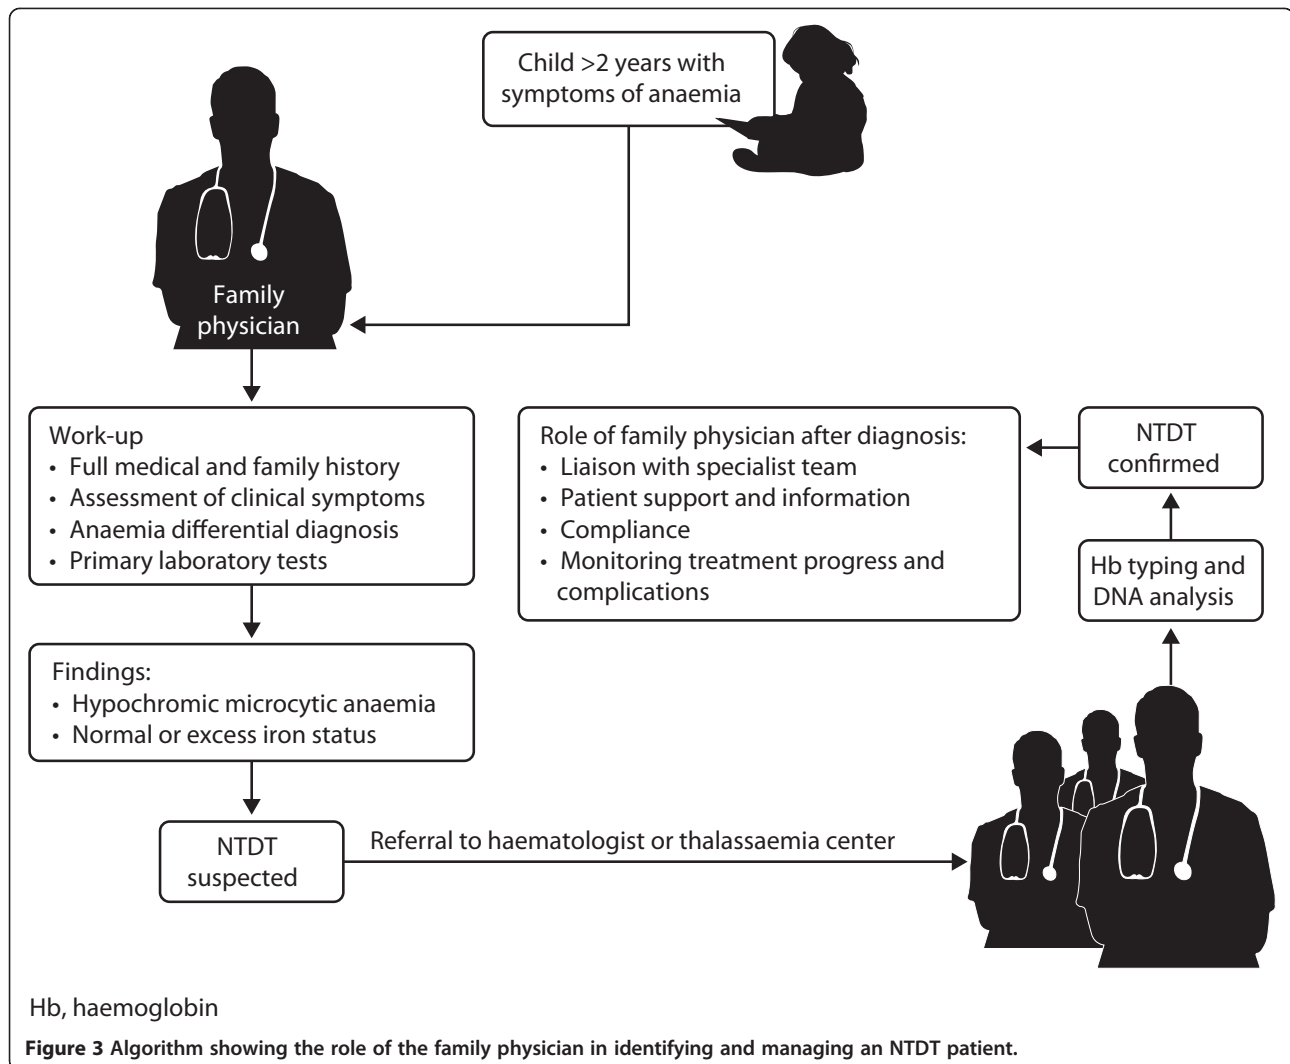 Child >2 years with
symptoms of anaemia
Family
physician
Work-up
• Full medical and family history
• Assessment of clinical symptoms
• Anaemia differential diagnosis
• Primary laboratory tests
Findings:
• Hypochromic microcytic anaemia
• Normal or excess iron status
NTDT
suspected
Referral to haematologist or thalassaemia center
Hb typing and
DNA analysis
NTDT
confirmed
Role of family physician after diagnosis:
• Liaison with specialist team
• Patient support and information
• Compliance
• Monitoring treatment progress and
complications
Hb, haemoglobin
Figure 3 Algorithm showing the role of the family physician in identifying and managing an NTDT patient.